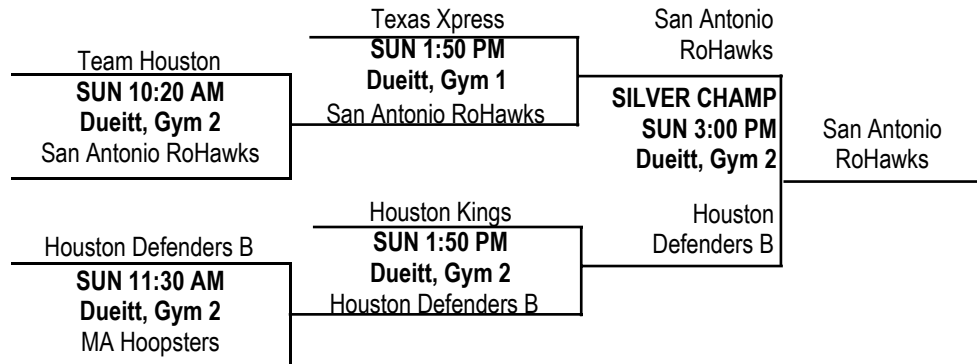 Team Houston
SUN 10:20 AM
Dueitt, Gym 2
San Antonio RoHawks
Houston Defenders B
SUN 11:30 AM
Dueitt, Gym 2
MA Hoopsters
Texas Xpress
SUN 1:50 PM
Dueitt, Gym 1
San Antonio RoHawks
Houston Kings
SUN 1:50 PM
Dueitt, Gym 2
Houston Defenders B
San Antonio
RoHawks
SILVER CHAMP
SUN 3:00 PM
Dueitt, Gym 2
Houston
Defenders B
San Antonio
RoHawks